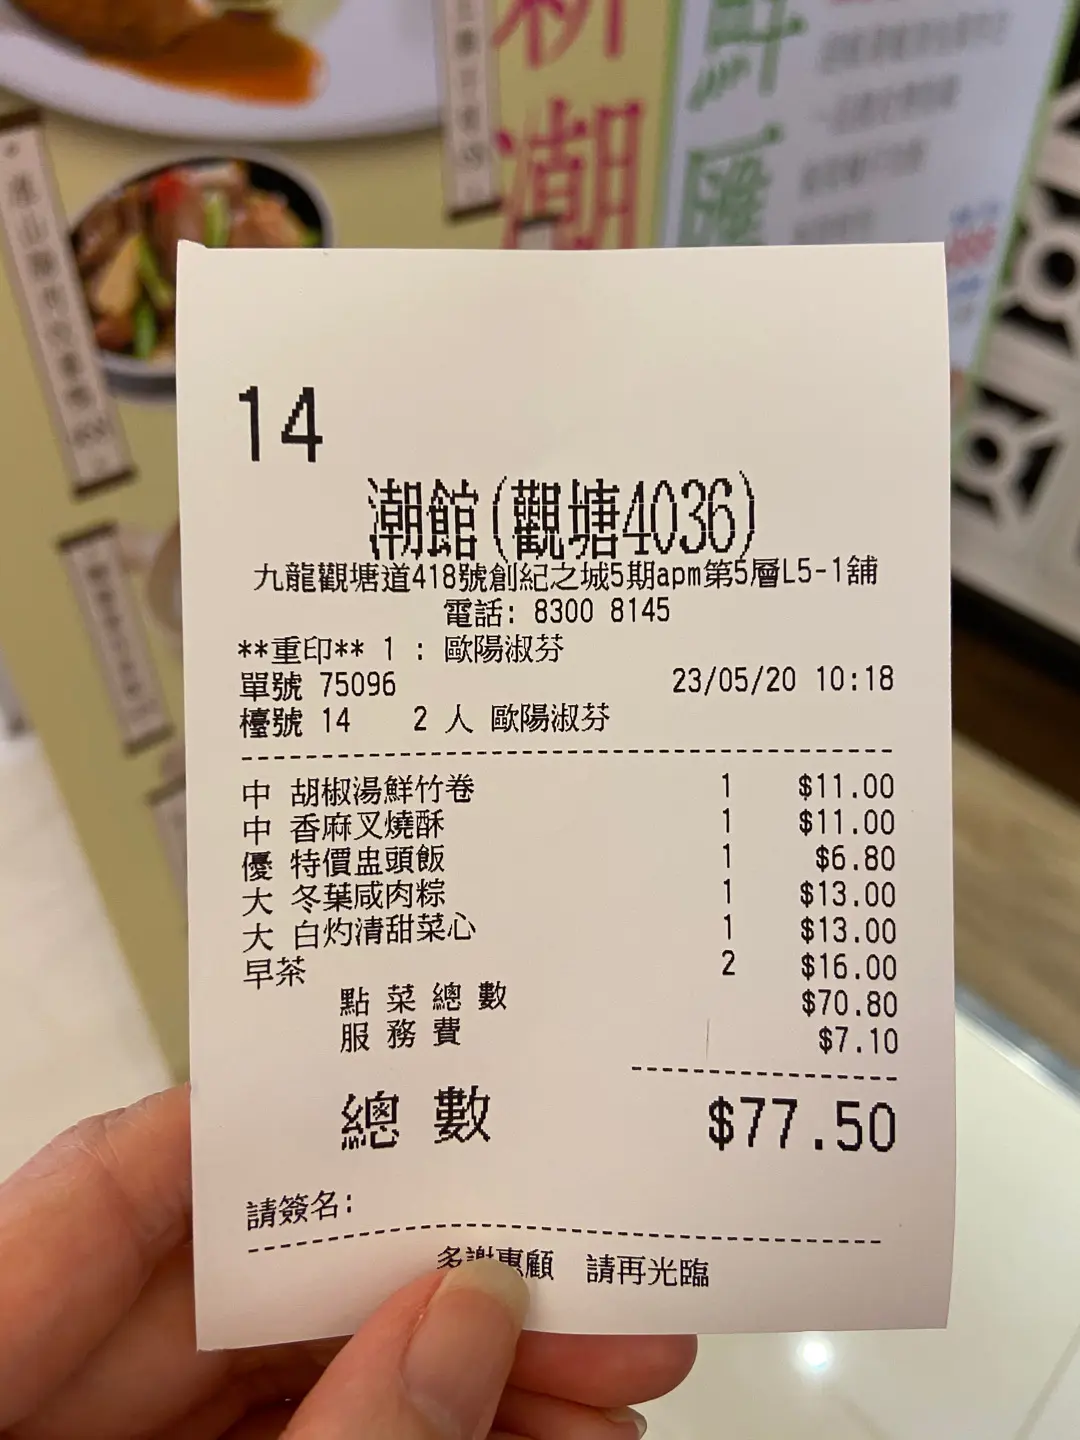 新潮
匯
14
潮館(觀塘4036)
九龍觀塘道418號創紀之城5期apm第5層L5-1舖
電話: 8300 8145
**重印** 1 : 歐陽淑芬
單號 75096 23/05/20 10:18
檯號 14 2 人 歐陽淑芬
中 胡椒湯鮮竹卷 1 $11.00
中 香麻叉燒酥 1 $11.00
優 特價盅頭飯 1 $6.80
大 冬葉咸肉粽 1 $13.00
大 白灼清甜菜心 1 $13.00
早茶 2 $16.00
點菜總數 $70.80
服務費 $7.10
總數 $77.50
請簽名:
多謝惠顧 請再光臨